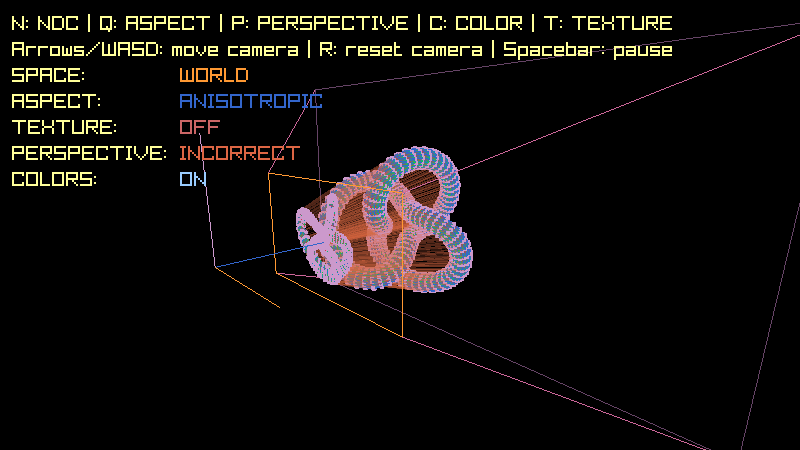 N: NDC | Q: ASPECT | P: PERSPECTIVE | C: COLOR | T: TEXTURE
Arrows/WASD: move camera | R: reset camera | Spacebar: pause
SPACE: WORLD
ASPECT: ANISOTROPIC
TEXTURE: OFF
PERSPECTIVE: INCORRECT
COLORS: ON